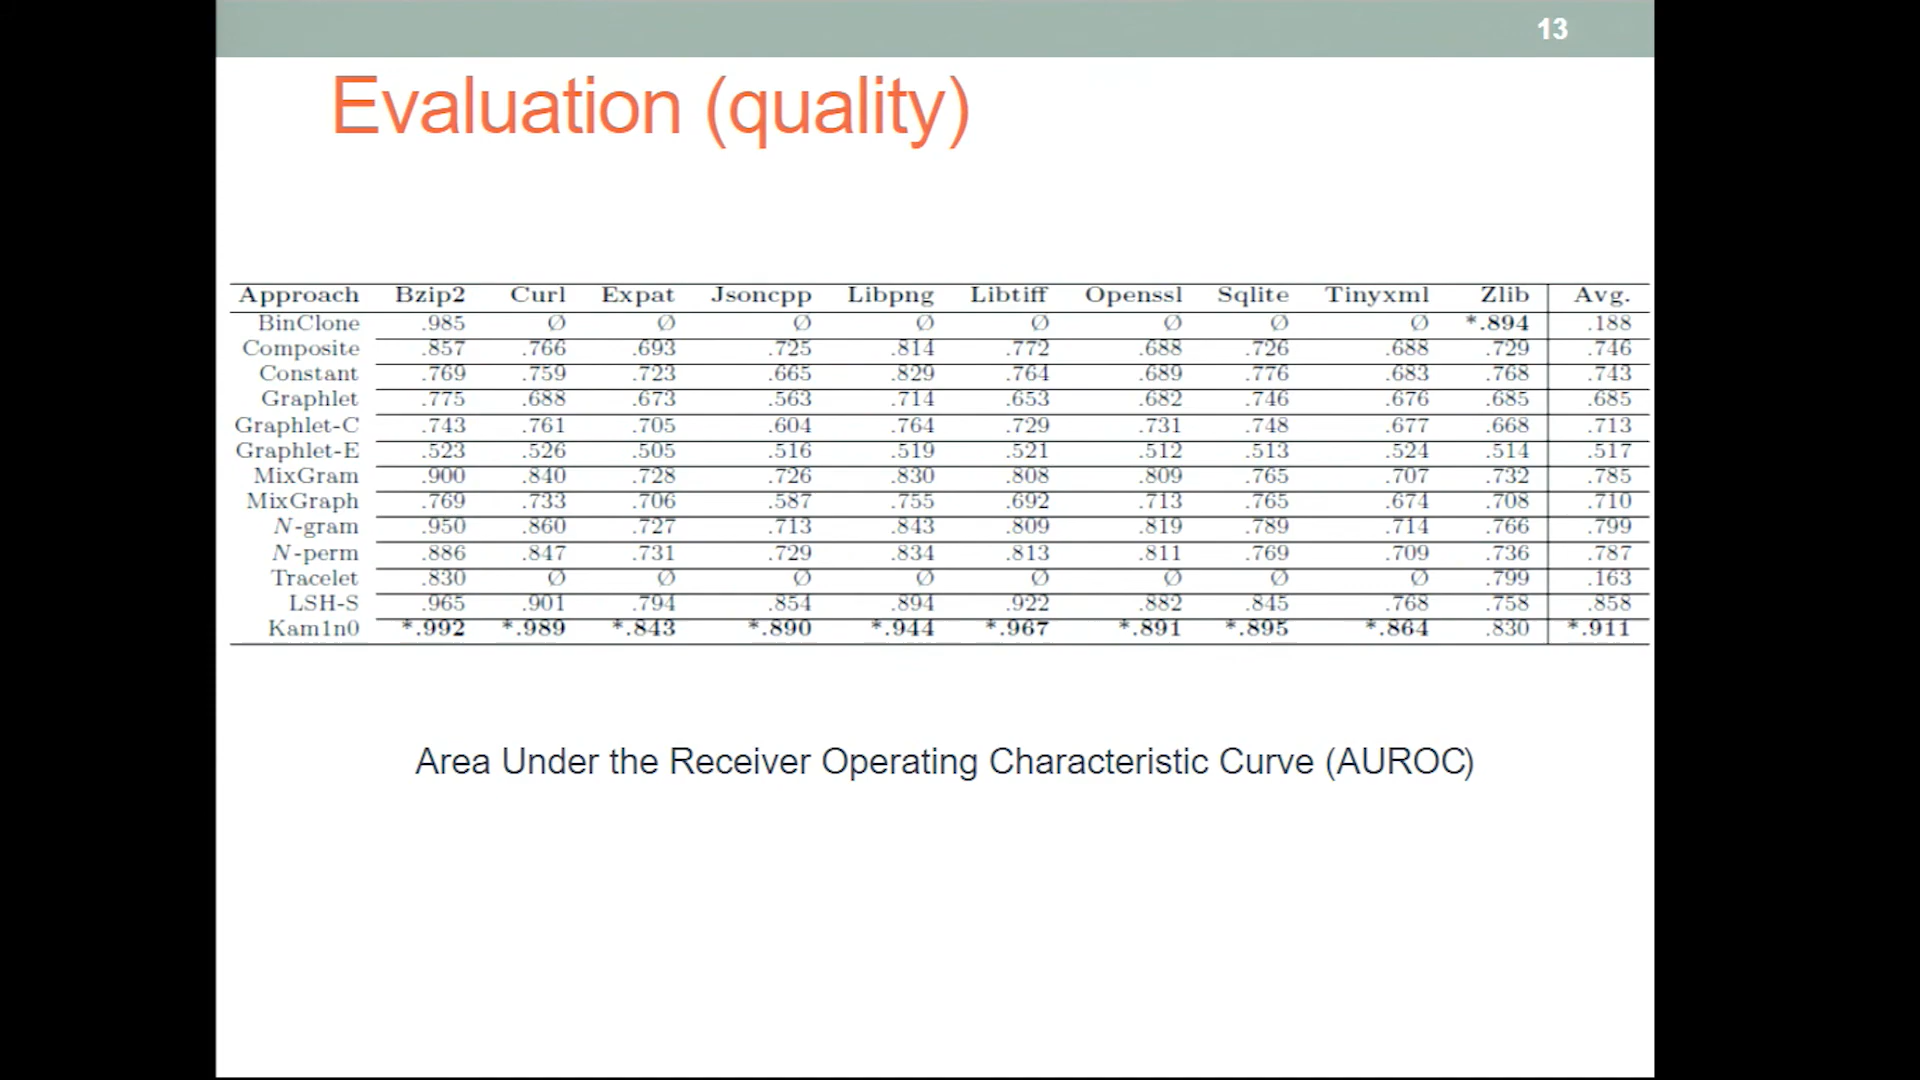 13
Evaluation (quality)
Approach Bzip2 Curl Expat Jsoncpp Libpng Libtiff Openssl Sqlite Tinyxml Zlib Avg.
BinClone .985 Ø Ø Ø Ø Ø Ø Ø Ø *.894 .188
Composite .857 .766 .693 .725 .814 .772 .688 .726 .688 .729 .746
Constant .769 .759 .723 .665 .829 .764 .689 .776 .683 .768 .743
Graphlet .775 .688 .673 .563 .714 .653 .682 .746 .676 .685 .685
Graphlet-C .743 .761 .705 .604 .764 .729 .731 .748 .677 .668 .713
Graphlet-E .523 .526 .505 .516 .519 .521 .512 .513 .524 .514 .517
MixGram .900 .840 .728 .726 .830 .808 .809 .765 .707 .732 .785
MixGraph .769 .733 .706 .587 .755 .692 .713 .765 .674 .708 .710
N-gram .950 .860 .727 .713 .843 .809 .819 .789 .714 .766 .799
N-perm .886 .847 .731 .729 .834 .813 .811 .769 .709 .736 .787
Tracelet .830 Ø Ø Ø Ø Ø Ø Ø Ø .799 .163
LSH-S .965 .901 .794 .854 .894 .922 .882 .845 .768 .758 .858
Kam1n0 *.992 *.989 *.843 *.890 *.944 *.967 *.891 *.895 *.864 .830 *.911
Area Under the Receiver Operating Characteristic Curve (AUROC)